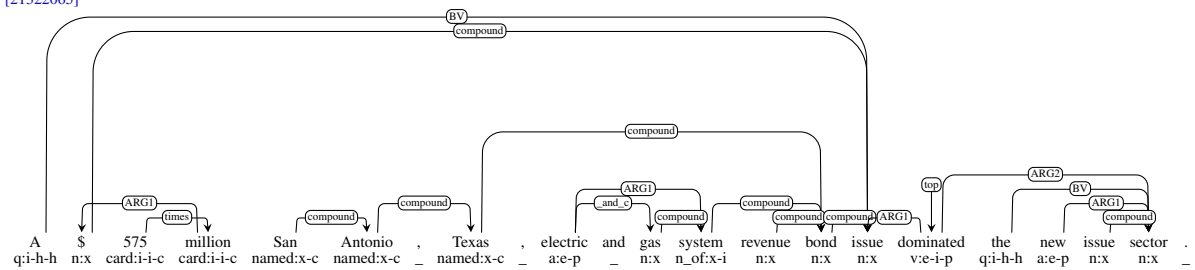 [21522065]
BV
compound
compound
ARG1 times compound compound ARG1 _and_c compound compound compound compound ARG1 top ARG2 BV ARG1 compound
A $ 575 million San Antonio , Texas , electric and gas system revenue bond issue dominated the new issue sector .
q:i-h-h n:x card:i-i-c card:i-i-c named:x-c named:x-c _ named:x-c _ a:e-p _ n:x n_of:x-i n:x n:x n:x v:e-i-p q:i-h-h a:e-p n:x n:x _